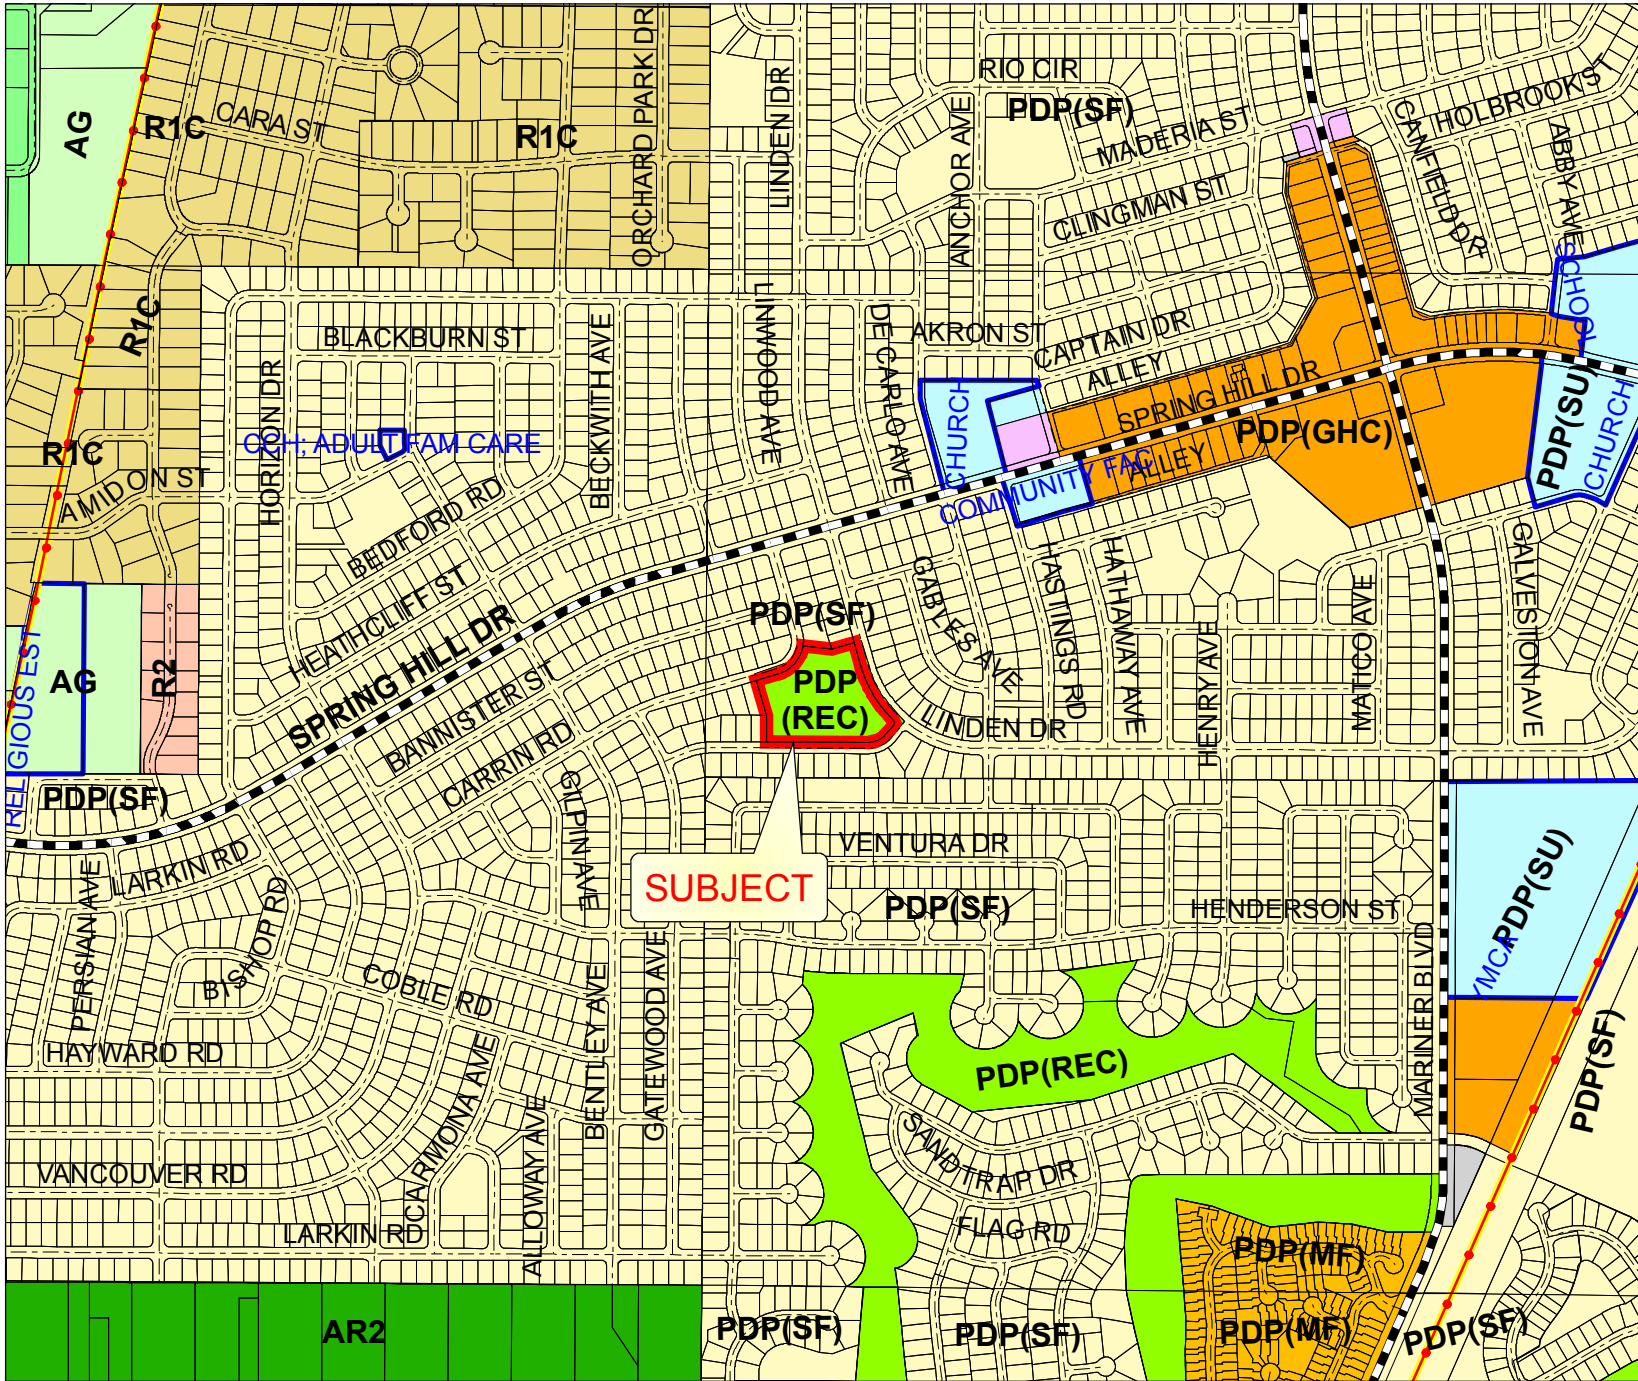 RIO CIR
PDP(SF)
HOLBROOK ST
AG
R1C
CARA ST
R1C
ORCHARD PARK DR
LINDEN DR
ANCHOR AVE
MADERIA ST
CANFIELD DR
ABBY AVE
CLINGMAN ST
SCHOOL
R1C
BLACKBURN ST
BECKWITH AVE
LINWOOD AVE
DE CARLO AVE
AKRON ST
CAPTAIN DR
ALLEY
SPRING HILL DR
PDP(GHC)
PDP(SU)
CHURCH
HORIZON DR
CCH; ADULT FAM CARE
CHURCH
R1C
AMIDON ST
BEDFORD RD
COMMUNITY FAC
ALLEY
HEATHCLIFF ST
GABLES AVE
HASTINGS RD
HATHAWAY AVE
HENRY AVE
MATICO AVE
GALVESTON AVE
PDP(SF)
RELIGIOUS EST
AG
R2
SPRING HILL DR
BANNISTER ST
PDP
(REC)
LINDEN DR
CARRIN RD
PDP(SF)
GILPIN AVE
VENTURA DR
LARKIN RD
SUBJECT
PDP(SF)
HENDERSON ST
PDP(SU)
YMCA
PERSIAN AVE
BISHOP RD
COBLE RD
BENTLEY AVE
GATEWOOD AVE
MARINER BLVD
HAYWARD RD
PDP(REC)
PDP(SF)
CARMONA AVE
ALLOWAY AVE
SANDTRAP DR
VANCOUVER RD
LARKIN RD
FLAG RD
PDP(MF)
AR2
PDP(SF)
PDP(SF)
PDP(MF)
PDP(SF)